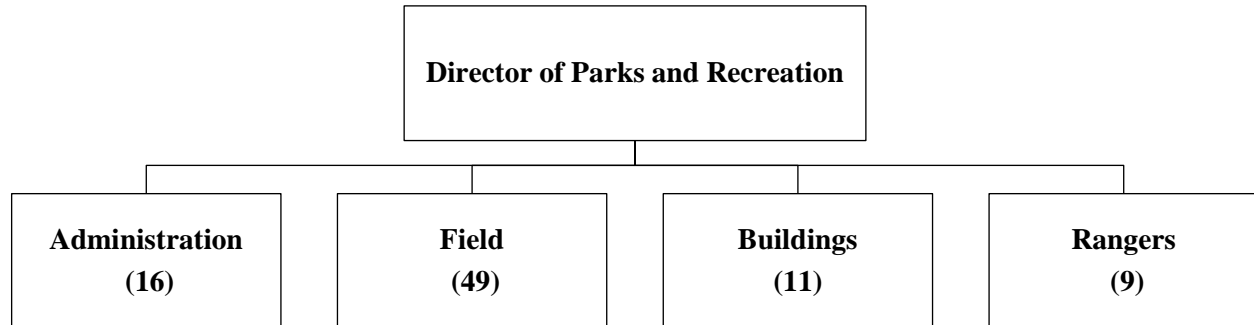 Director of Parks and Recreation
Administration
(16)
Field
(49)
Buildings
(11)
Rangers
(9)